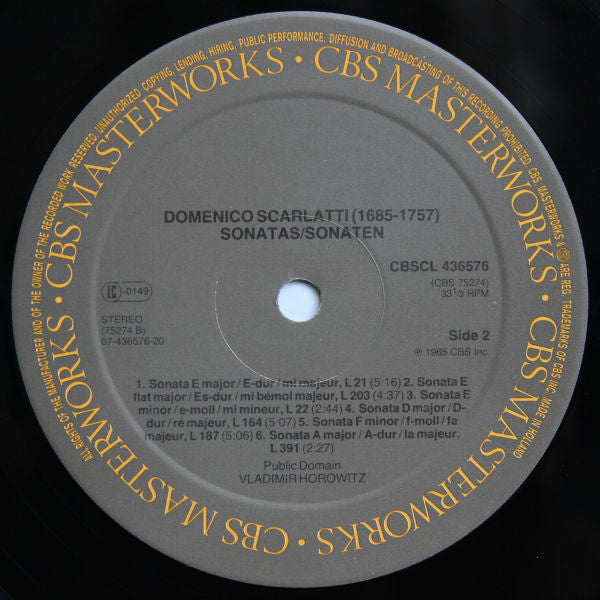 ALL RIGHTS OF THE MANUFACTURER AND OF THE OWNER OF THE RECORDED WORK RESERVED. UNAUTHORIZED COPYING, LENDING, HIRING, PUBLIC PERFORMANCE, DIFFUSION AND BROADCASTING OF THIS RECORDING PROHIBITED. CBS, MASTERWORKS & ARE REG. TRADEMARKS OF CBS INC. MADE IN HOLLAND
CBS MASTERWORKS • CBS MASTERWORKS • CBS MASTERWORKS • CBS MASTERWORKS •
DOMENICO SCARLATTI (1685-1757)
SONATAS/SONATEN
CBSCL 436576
(CBS 75274)
33 1/3 RPM
LC-0149
STEREO
(75274 B)
07-436576-20
Side 2
℗ 1965 CBS Inc.
1. Sonata E major / E-dur / mi majeur, L 21 (5:16) 2. Sonata E
flat major / Es-dur / mi bémol majeur, L 203 (4:37) 3. Sonata E
minor / e-moll / mi mineur, L 22 (2:44) 4. Sonata D major / D-
dur / ré majeur, L 164 (5 07) 5. Sonata F minor / f-moll / fa
majeur, L 187 (5:06) 6. Sonata A major / A-dur / la majeur,
L 391 (2:27)
Public Domain
VLADIMIR HOROWITZ